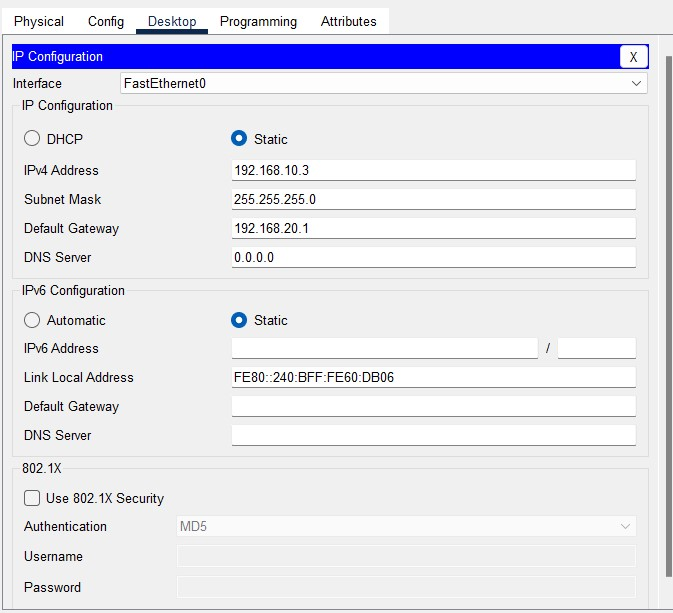 Physical Config Desktop Programming Attributes
IP Configuration X
Interface FastEthernet0
IP Configuration
DHCP Static
IPv4 Address 192.168.10.3
Subnet Mask 255.255.255.0
Default Gateway 192.168.20.1
DNS Server 0.0.0.0
IPv6 Configuration
Automatic Static
IPv6 Address /
Link Local Address FE80::240:BFF:FE60:DB06
Default Gateway
DNS Server
802.1X
Use 802.1X Security
Authentication MD5
Username
Password